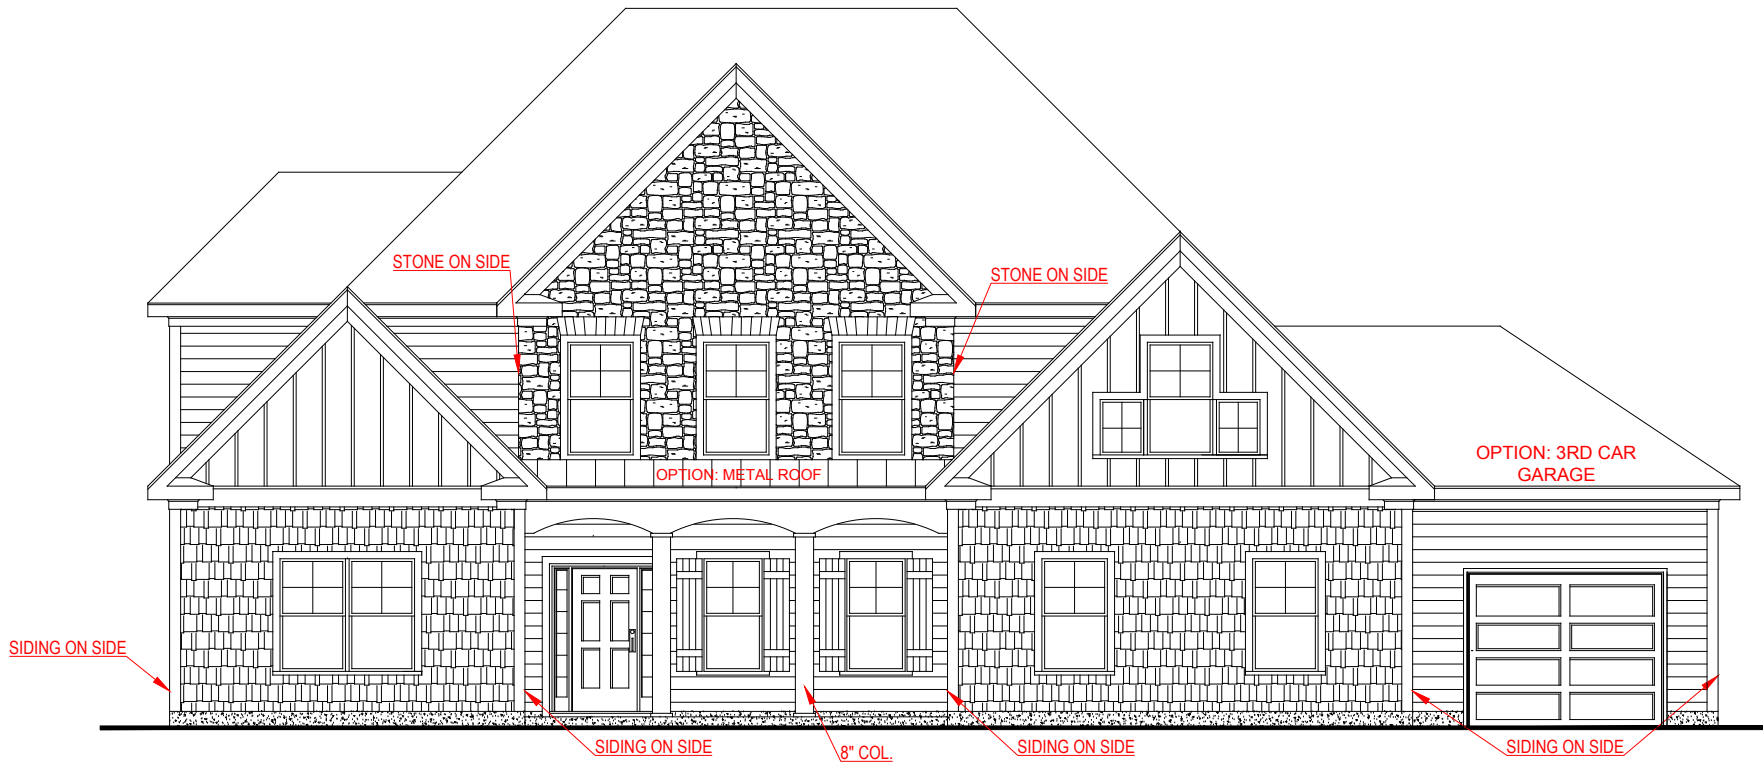 STONE ON SIDE
STONE ON SIDE
OPTION: METAL ROOF
OPTION: 3RD CAR
GARAGE
SIDING ON SIDE
SIDING ON SIDE
8" COL.
SIDING ON SIDE
SIDING ON SIDE